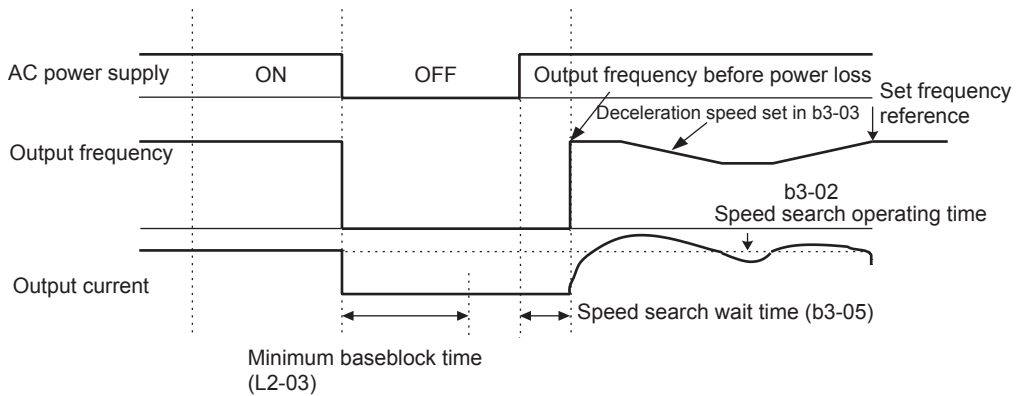 AC power supply
ON
OFF
Output frequency before power loss
Set frequency
reference
Deceleration speed set in b3-03
Output frequency
b3-02
Speed search operating time
Output current
Speed search wait time (b3-05)
Minimum baseblock time
(L2-03)